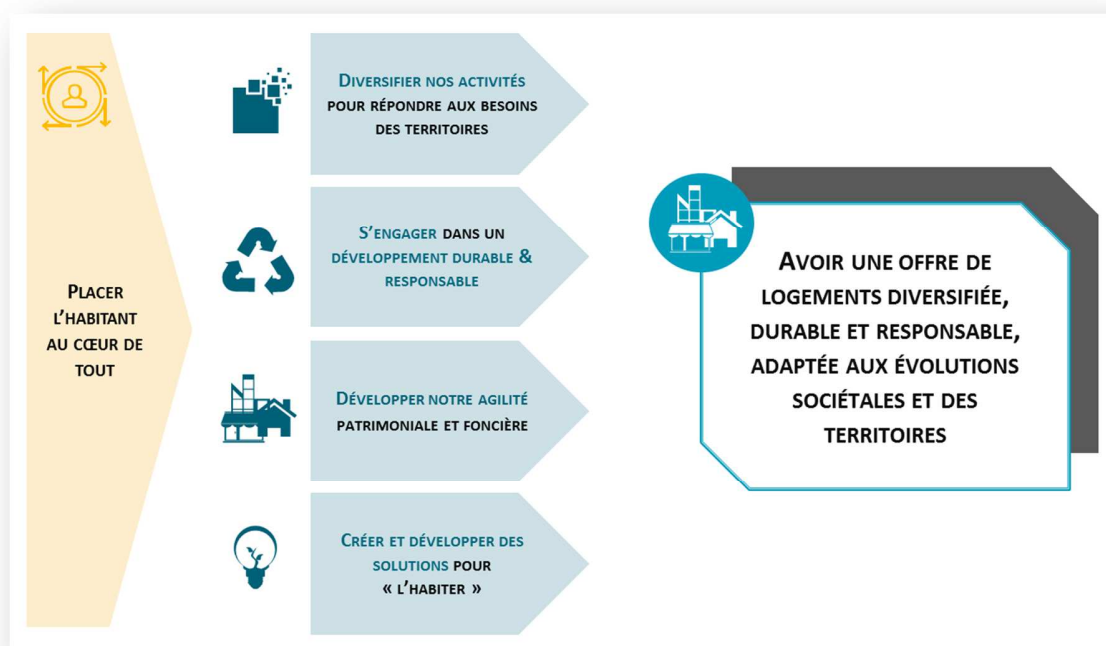 PLACER
L'HABITANT
AU CŒUR DE
TOUT
DIVERSIFIER NOS ACTIVITÉS
POUR RÉPONDRE AUX BESOINS
DES TERRITOIRES
S'ENGAGER DANS UN
DÉVELOPPEMENT DURABLE &
RESPONSABLE
DÉVELOPPER NOTRE AGILITÉ
PATRIMONIALE ET FONCIÈRE
CRÉER ET DÉVELOPPER DES
SOLUTIONS POUR
« L'HABITER »
AVOIR UNE OFFRE DE
LOGEMENTS DIVERSIFIÉE,
DURABLE ET RESPONSABLE,
ADAPTÉE AUX ÉVOLUTIONS
SOCIÉTALES ET DES
TERRITOIRES